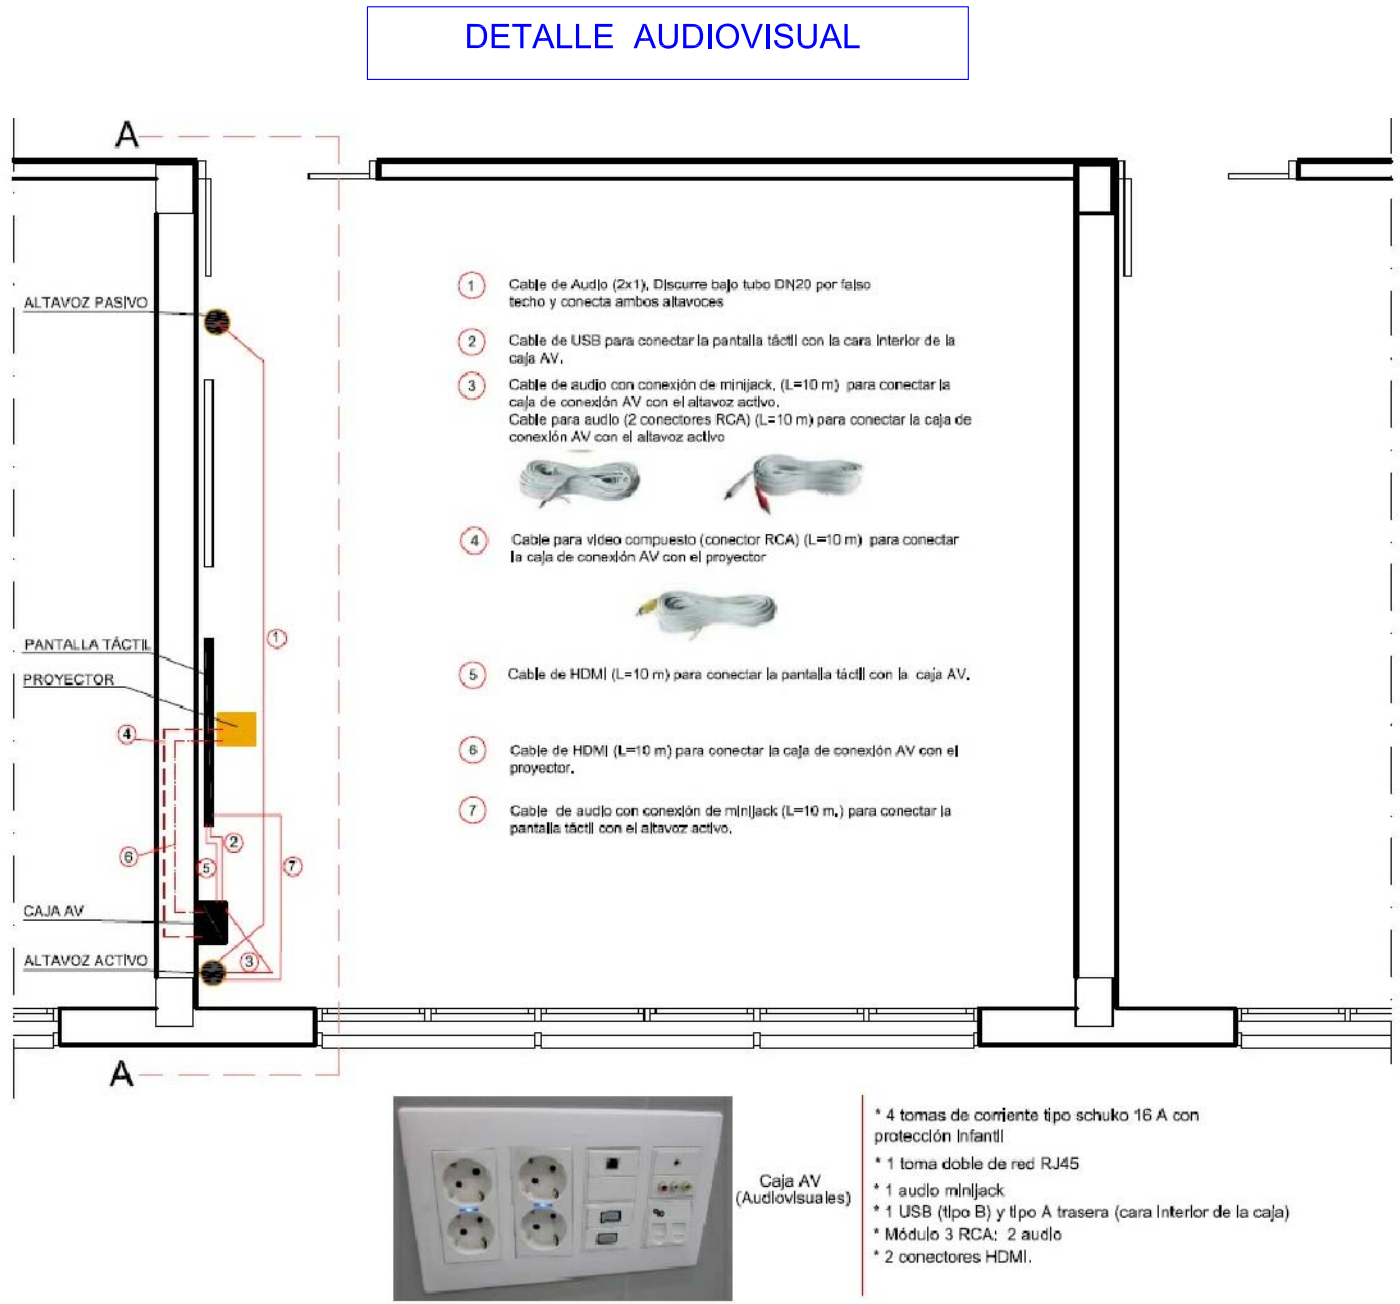 DETALLE AUDIOVISUAL
A
ALTAVOZ PASIVO
PANTALLA TÁCTIL
PROYECTOR
CAJA AV
ALTAVOZ ACTIVO
1
4
2
6
5
7
3
A
1 Cable de Audio (2x1), Discurre bajo tubo DN20 por falso
techo y conecta ambos altavoces
2 Cable de USB para conectar la pantalla táctil con la cara interior de la
caja AV.
3 Cable de audio con conexión de minijack, (L=10 m) para conectar la
caja de conexión AV con el altavoz activo.
Cable para audio (2 conectores RCA) (L=10 m) para conectar la caja de
conexión AV con el altavoz activo
4 Cable para video compuesto (conector RCA) (L=10 m) para conectar
la caja de conexión AV con el proyector
5 Cable de HDMI (L=10 m) para conectar la pantalla táctil con la caja AV.
6 Cable de HDMI (L=10 m) para conectar la caja de conexión AV con el
proyector.
7 Cable de audio con conexión de minijack (L=10 m.) para conectar la
pantalla táctil con el altavoz activo.
Caja AV
(Audiovisuales)
* 4 tomas de corriente tipo schuko 16 A con
protección infantil
* 1 toma doble de red RJ45
* 1 audio minijack
* 1 USB (tipo B) y tipo A trasera (cara interior de la caja)
* Módulo 3 RCA: 2 audio
* 2 conectores HDMI.